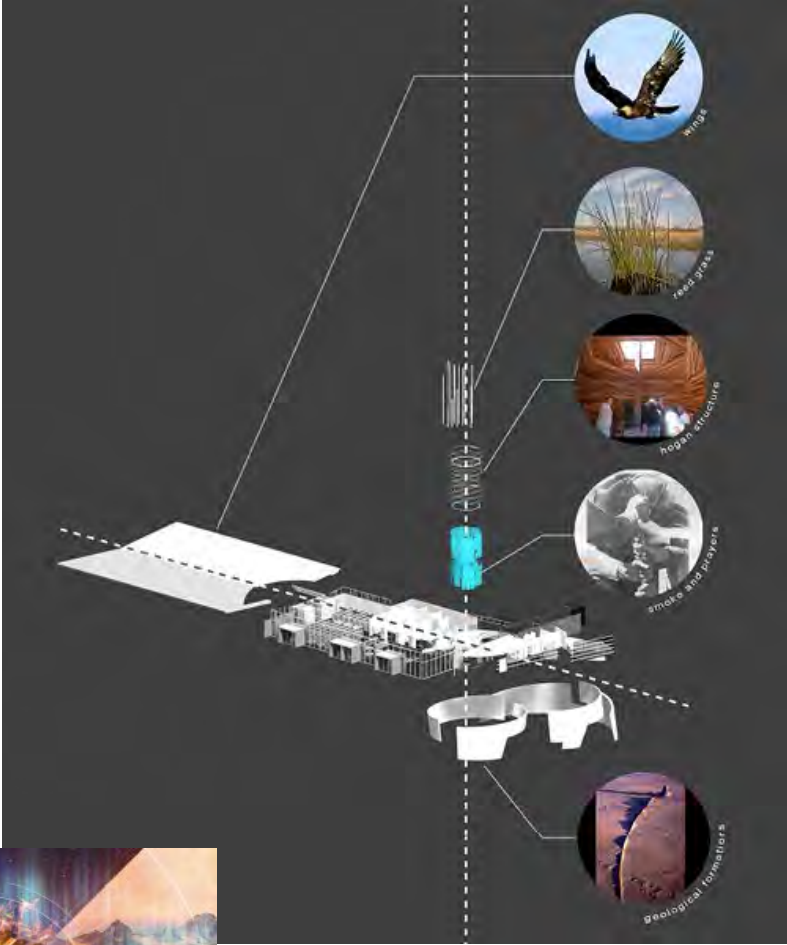 wings
reed grass
hogan structure
smoke and prayers
geological formations